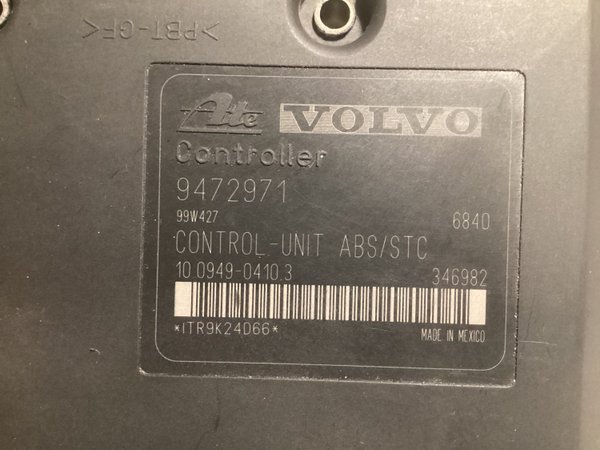 >PBT-GF<
Ate VOLVO
Controller
9472971
99W427 684D
CONTROL-UNIT ABS/STC
10.0949-0410.3 346982
*ITR9K24D66*
MADE IN MEXICO